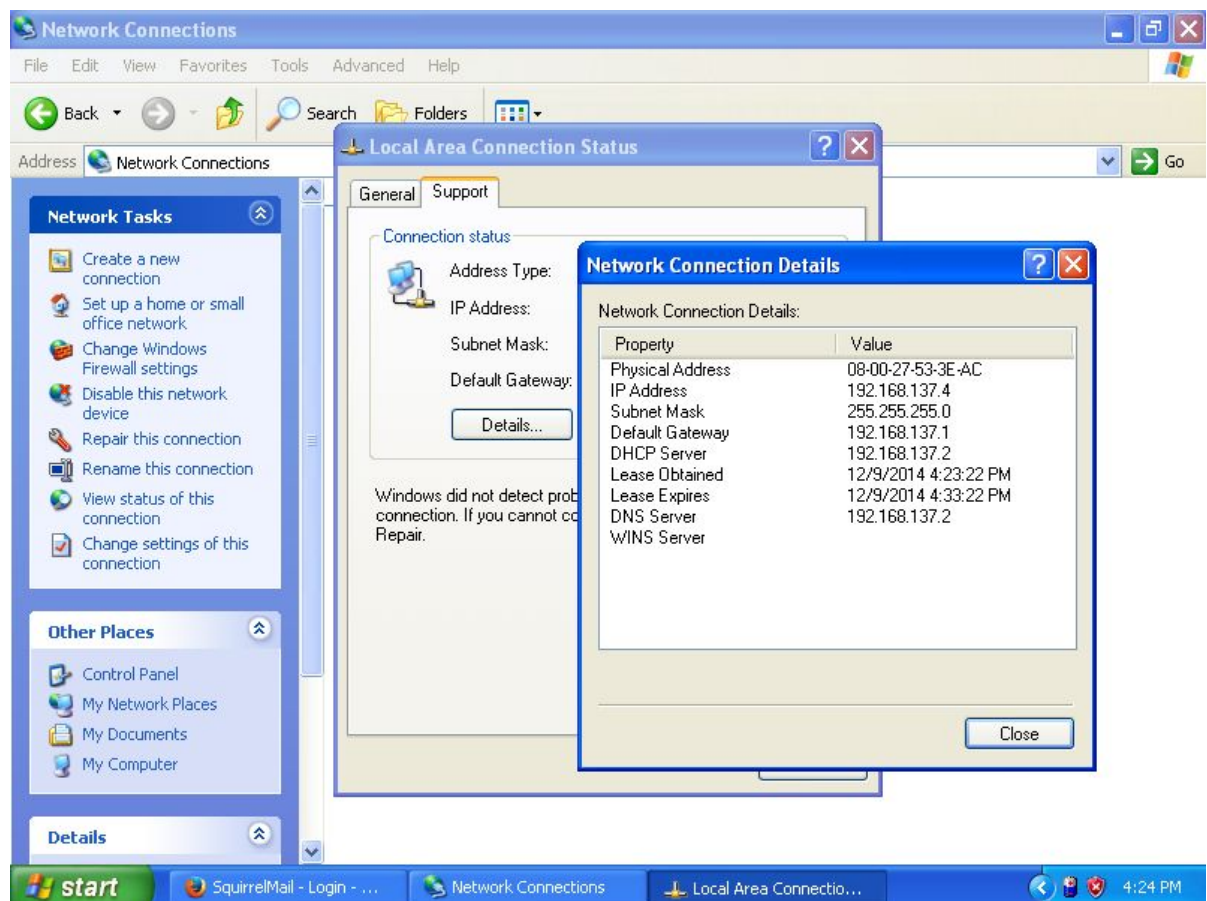 Network Connections
File Edit View Favorites Tools Advanced Help
Back Search Folders
Address Network Connections Go
Network Tasks
Create a new
connection
Set up a home or small
office network
Change Windows
Firewall settings
Disable this network
device
Repair this connection
Rename this connection
View status of this
connection
Change settings of this
connection
Other Places
Control Panel
My Network Places
My Documents
My Computer
Details
Local Area Connection Status
General Support
Connection status
Address Type:
IP Address:
Subnet Mask:
Default Gateway:
Details...
Windows did not detect
connection. If you cannot
Repair.
Network Connection Details
Network Connection Details:
Property Value
Physical Address 08-00-27-53-3E-AC
IP Address 192.168.137.4
Subnet Mask 255.255.255.0
Default Gateway 192.168.137.1
DHCP Server 192.168.137.2
Lease Obtained 12/9/2014 4:23:22 PM
Lease Expires 12/9/2014 4:33:22 PM
DNS Server 192.168.137.2
WINS Server
Close
start SquirrelMail - Login - ... Network Connections Local Area Connectio... 4:24 PM